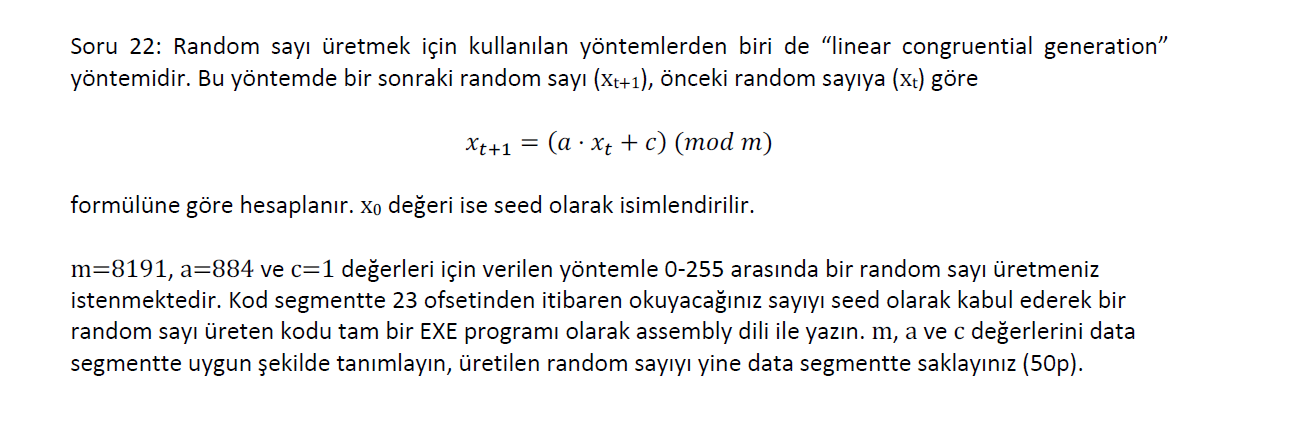 Soru 22: Random sayı üretmek için kullanılan yöntemlerden biri de “linear congruential generation”
yöntemidir. Bu yöntemde bir sonraki random sayı (xt+1), önceki random sayıya (xt) göre
xt+1 = (a · xt + c) (mod m)
formülüne göre hesaplanır. x0 değeri ise seed olarak isimlendirilir.
m=8191, a=884 ve c=1 değerleri için verilen yöntemle 0-255 arasında bir random sayı üretmeniz
istenmektedir. Kod segmentte 23 ofsetinden itibaren okuyacağınız sayıyı seed olarak kabul ederek bir
random sayı üreten kodu tam bir EXE programı olarak assembly dili ile yazın. m, a ve c değerlerini data
segmentte uygun şekilde tanımlayın, üretilen random sayıyı yine data segmentte saklayınız (50p).